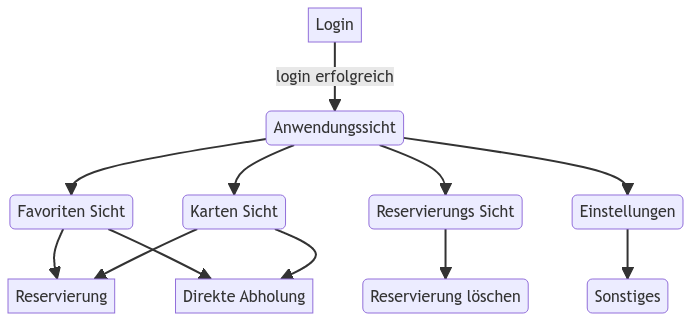 Login
login erfolgreich
Anwendungssicht
Favoriten Sicht
Karten Sicht
Reservierungs Sicht
Einstellungen
Reservierung
Direkte Abholung
Reservierung löschen
Sonstiges